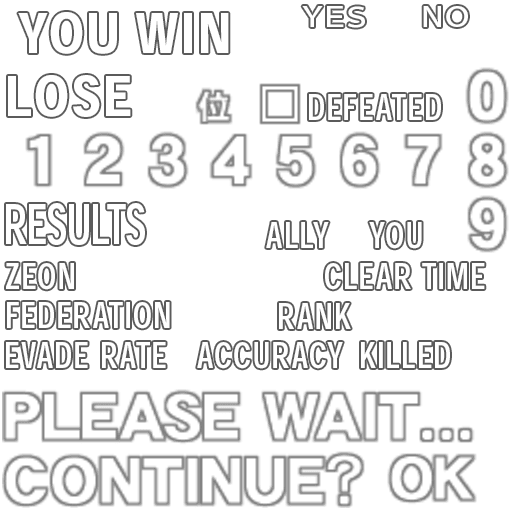 YOU WIN YES NO
LOSE 位 □ DEFEATED 0
1 2 3 4 5 6 7 8
RESULTS ALLY YOU 9
ZEON CLEAR TIME
FEDERATION RANK
EVADE RATE ACCURACY KILLED
PLEASE WAIT...
CONTINUE? OK